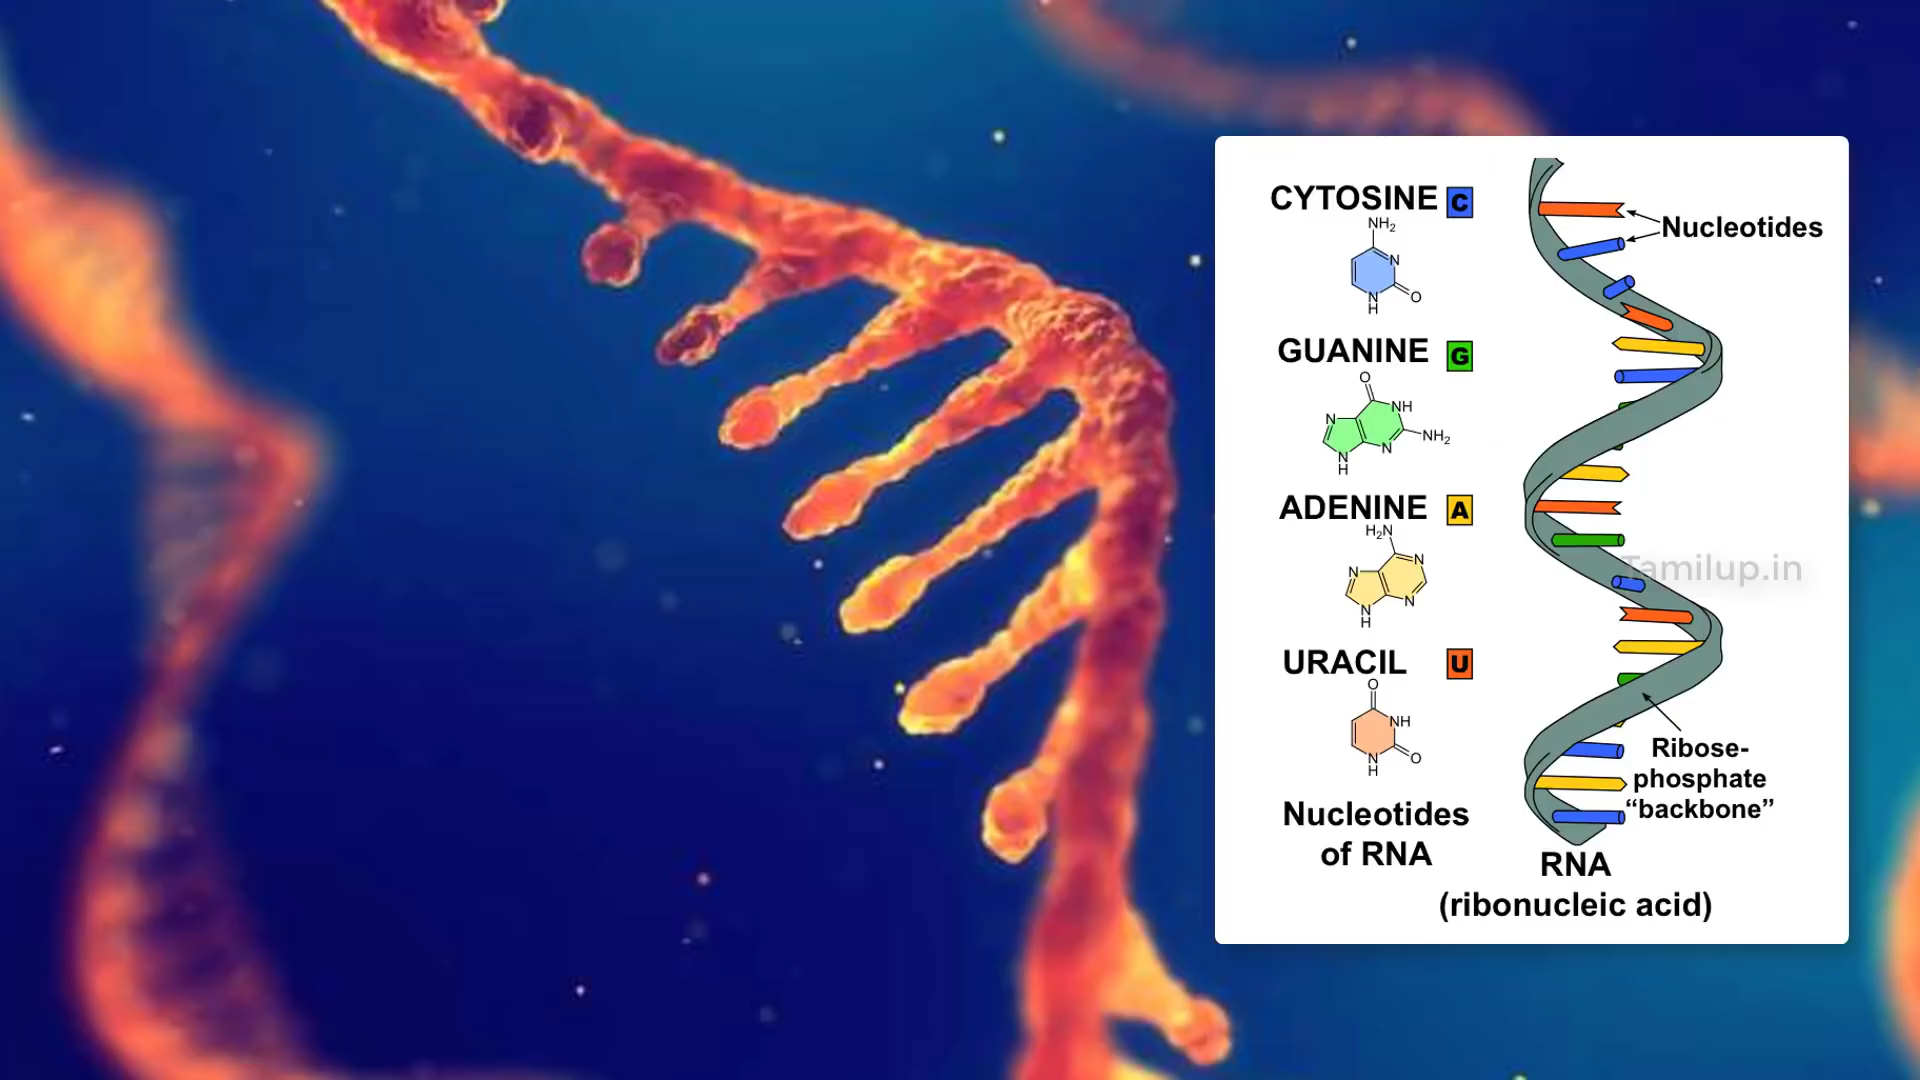 CYTOSINE C
NH₂
N
N
H
O
GUANINE G
O
N
NH
N
H
N
NH₂
ADENINE A
H₂N
N
N
N
H
N
URACIL U
O
NH
N
H
O
Nucleotides
of RNA
Nucleotides
Tamilup.in
Ribose-
phosphate
“backbone”
RNA
(ribonucleic acid)